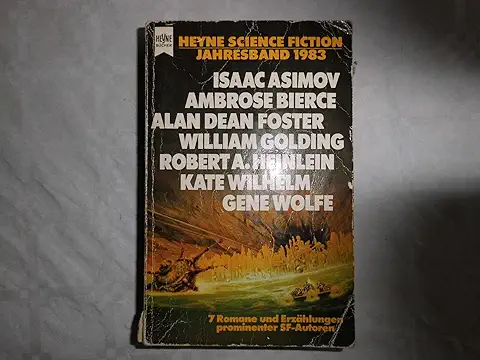 HEYNE
BÜCHER
HEYNE SCIENCE FICTION
JAHRESBAND 1983
ISAAC ASIMOV
AMBROSE BIERCE
ALAN DEAN FOSTER
WILLIAM GOLDING
ROBERT A. HEINLEIN
KATE WILHELM
GENE WOLFE
7 Romane und Erzählungen
prominenter SF-Autoren